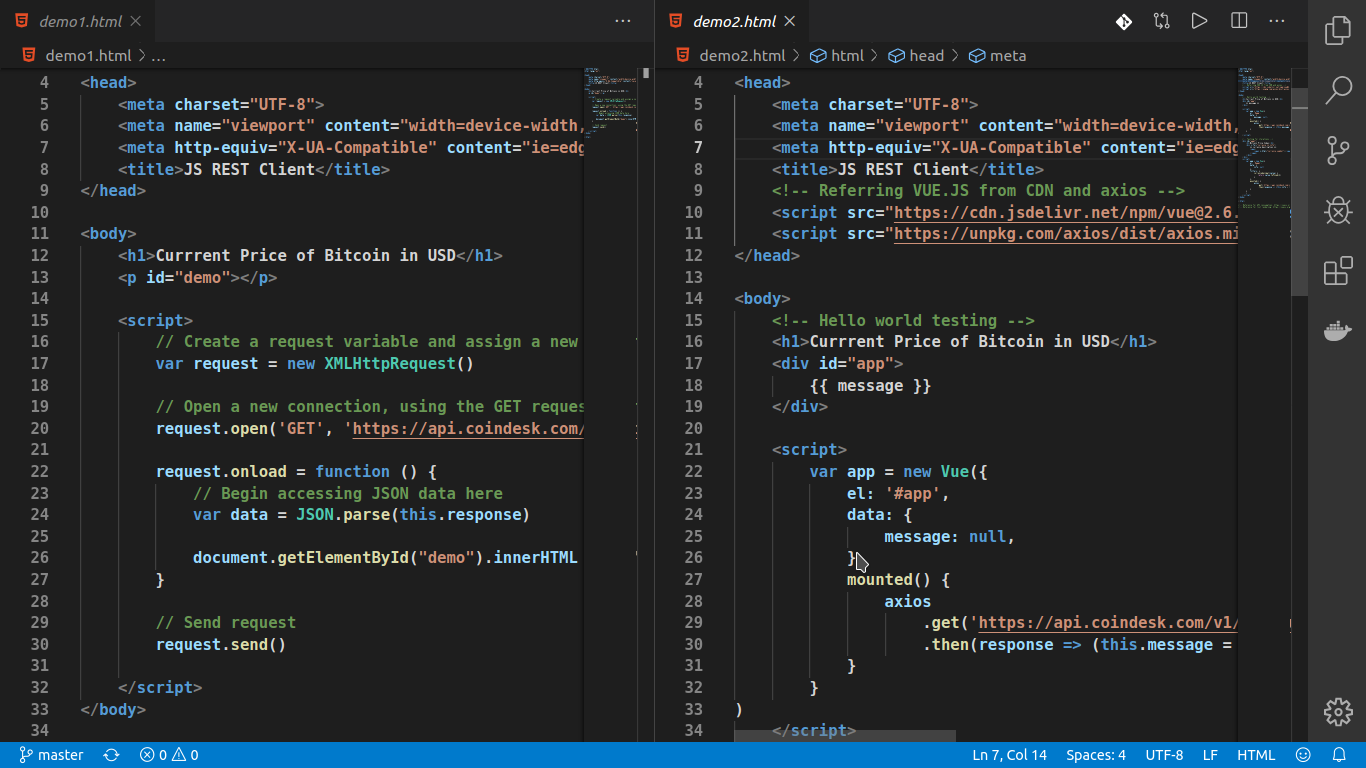 demo1.html
demo1.html > ...
4 <head>
5 <meta charset="UTF-8">
6 <meta name="viewport" content="width=device-width,
7 <meta http-equiv="X-UA-Compatible" content="ie=edg
8 <title>JS REST Client</title>
9 </head>
10
11 <body>
12 <h1>Currrent Price of Bitcoin in USD</h1>
13 <p id="demo"></p>
14
15 <script>
16 // Create a request variable and assign a new
17 var request = new XMLHttpRequest()
18
19 // Open a new connection, using the GET reques
20 request.open('GET', 'https://api.coindesk.com/
21
22 request.onload = function () {
23 // Begin accessing JSON data here
24 var data = JSON.parse(this.response)
25
26 document.getElementById("demo").innerHTML
27 }
28
29 // Send request
30 request.send()
31
32 </script>
33 </body>
34
demo2.html
demo2.html > html > head > meta
4 <head>
5 <meta charset="UTF-8">
6 <meta name="viewport" content="width=device-width,
7 <meta http-equiv="X-UA-Compatible" content="ie=edg
8 <title>JS REST Client</title>
9 <!-- Referring VUE.JS from CDN and axios -->
10 <script src="https://cdn.jsdelivr.net/npm/vue@2.6.
11 <script src="https://unpkg.com/axios/dist/axios.mi
12 </head>
13
14 <body>
15 <!-- Hello world testing -->
16 <h1>Currrent Price of Bitcoin in USD</h1>
17 <div id="app">
18 {{ message }}
19 </div>
20
21 <script>
22 var app = new Vue({
23 el: '#app',
24 data: {
25 message: null,
26 }
27 mounted() {
28 axios
29 .get('https://api.coindesk.com/v1/
30 .then(response => (this.message =
31 }
32 }
33 )
34 </script>
master 0 0 Ln 7, Col 14 Spaces: 4 UTF-8 LF HTML